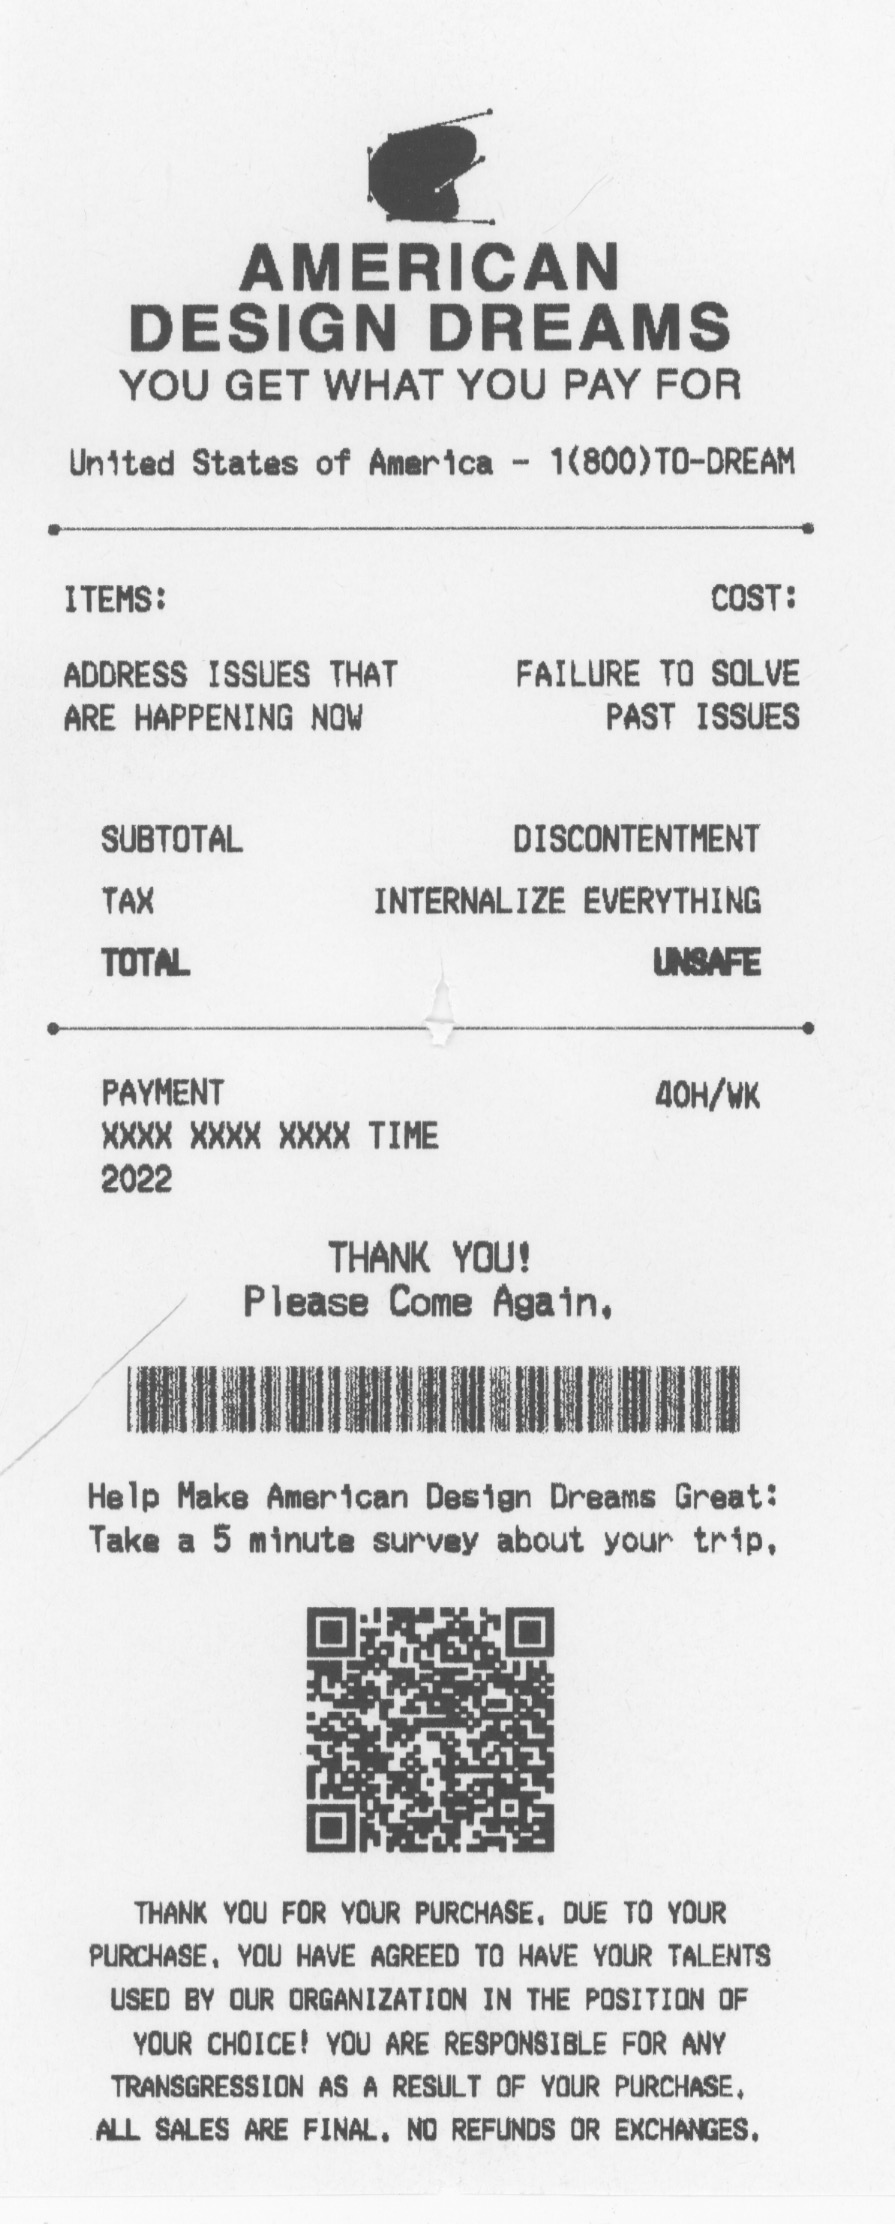 AMERICAN
DESIGN DREAMS
YOU GET WHAT YOU PAY FOR
United States of America - 1(800)TO-DREAM
ITEMS: COST:
ADDRESS ISSUES THAT FAILURE TO SOLVE
ARE HAPPENING NOW PAST ISSUES
SUBTOTAL DISCONTENTMENT
TAX INTERNALIZE EVERYTHING
TOTAL UNSAFE
PAYMENT 40H/WK
XXXX XXXX XXXX TIME
2022
THANK YOU!
Please Come Again.
Help Make American Design Dreams Great:
Take a 5 minute survey about your trip.
THANK YOU FOR YOUR PURCHASE. DUE TO YOUR
PURCHASE, YOU HAVE AGREED TO HAVE YOUR TALENTS
USED BY OUR ORGANIZATION IN THE POSITION OF
YOUR CHOICE! YOU ARE RESPONSIBLE FOR ANY
TRANSGRESSION AS A RESULT OF YOUR PURCHASE.
ALL SALES ARE FINAL. NO REFUNDS OR EXCHANGES.